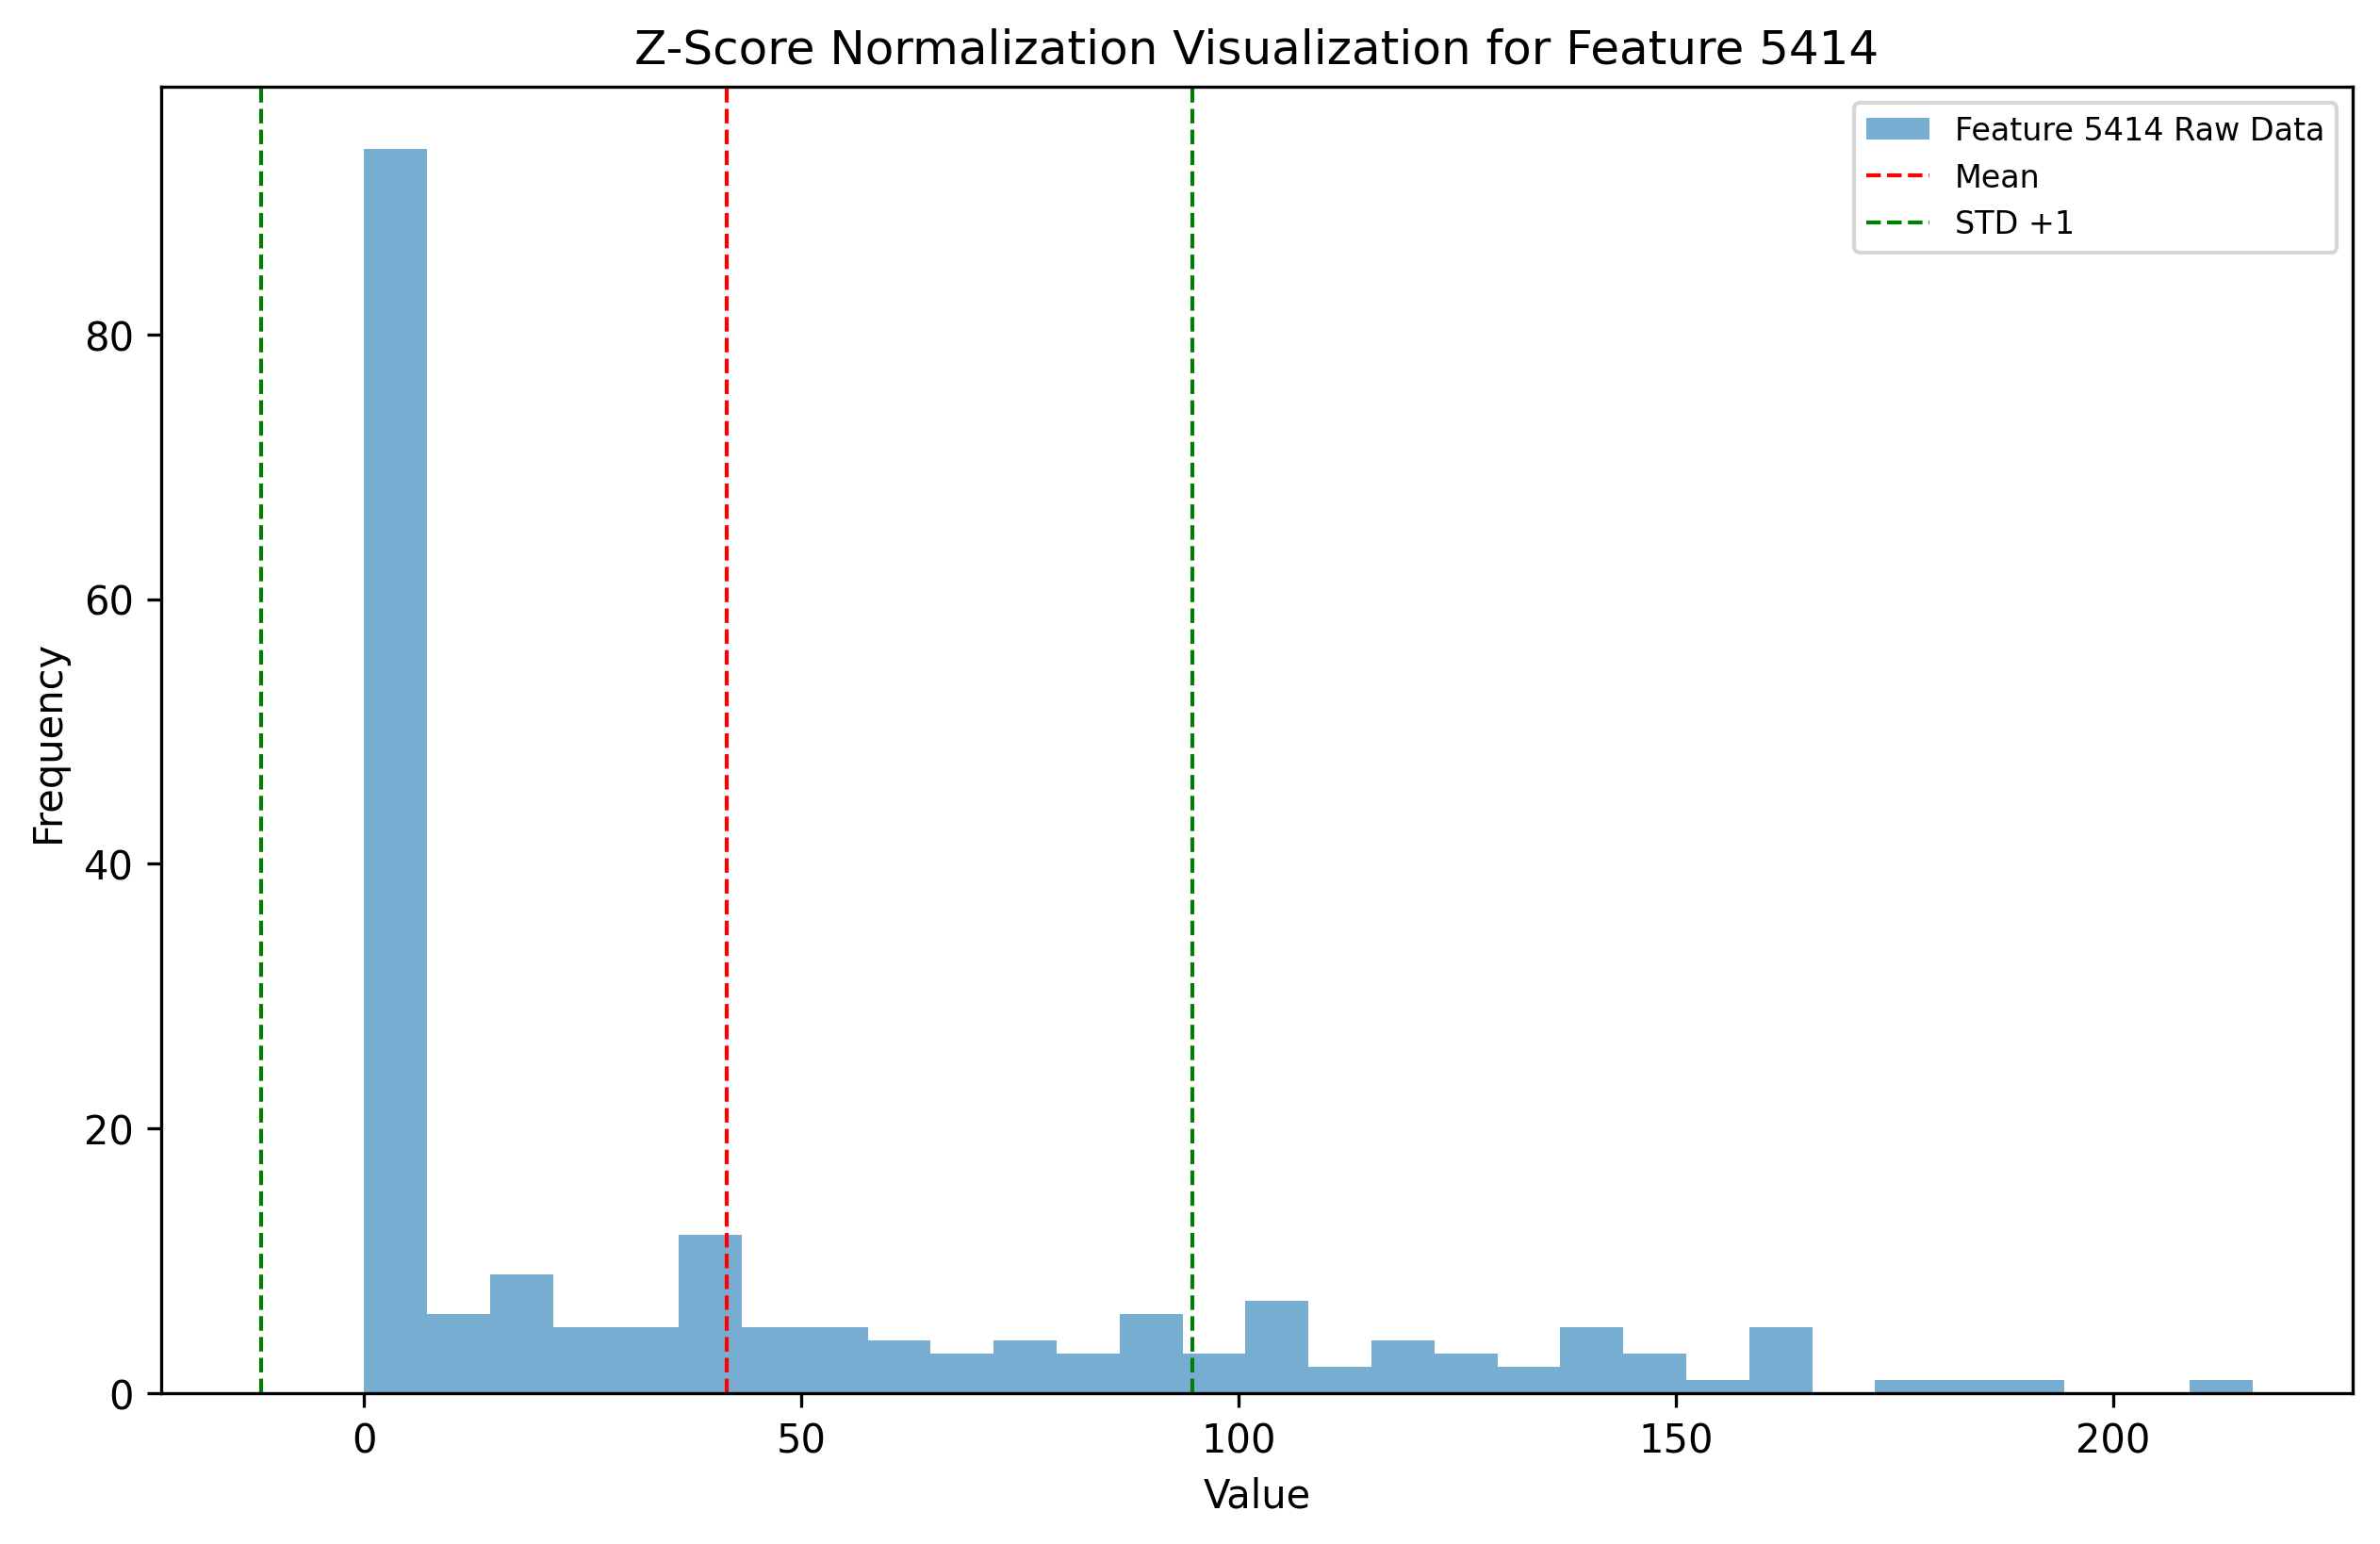 Z-Score Normalization Visualization for Feature 5414
Feature 5414 Raw Data
Mean
STD +1
Frequency
80
60
40
20
0
0 50 100 150 200
Value